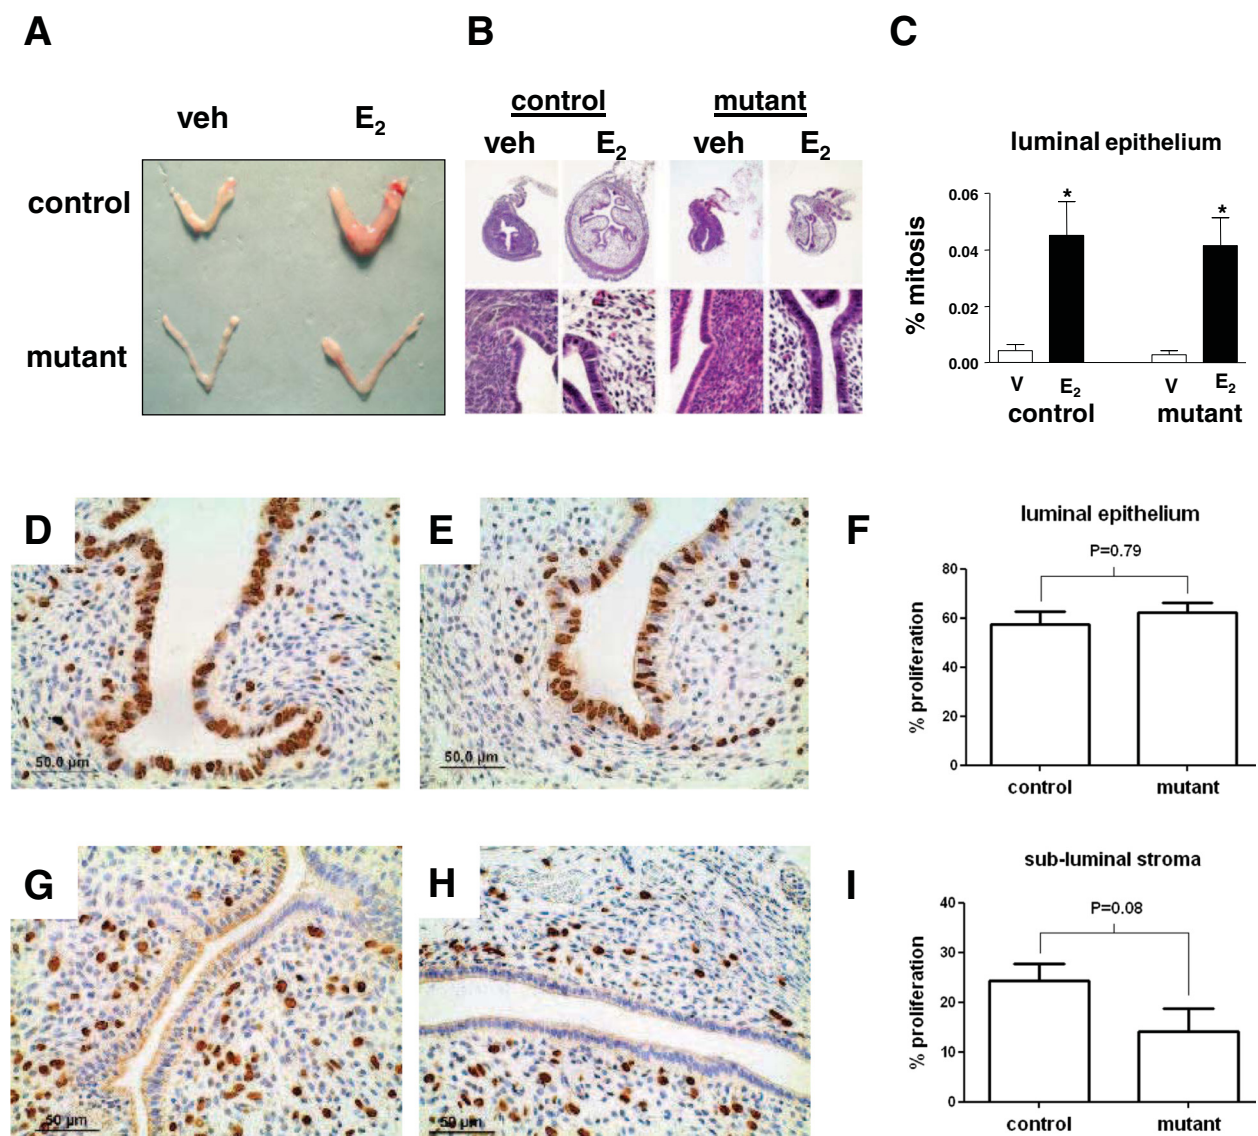 A
veh
E2
control
mutant
B
control
mutant
veh
E2
veh
E2
C
luminal epithelium
% mitosis
0.06
0.04
0.02
0.00
*
*
V
E2
V
E2
control
mutant
D
50.0 µm
E
50.0 µm
F
luminal epithelium
P=0.79
% proliferation
80
60
40
20
0
control
mutant
G
50 µm
H
50 µm
I
sub-luminal stroma
P=0.08
% proliferation
40
30
20
10
0
control
mutant